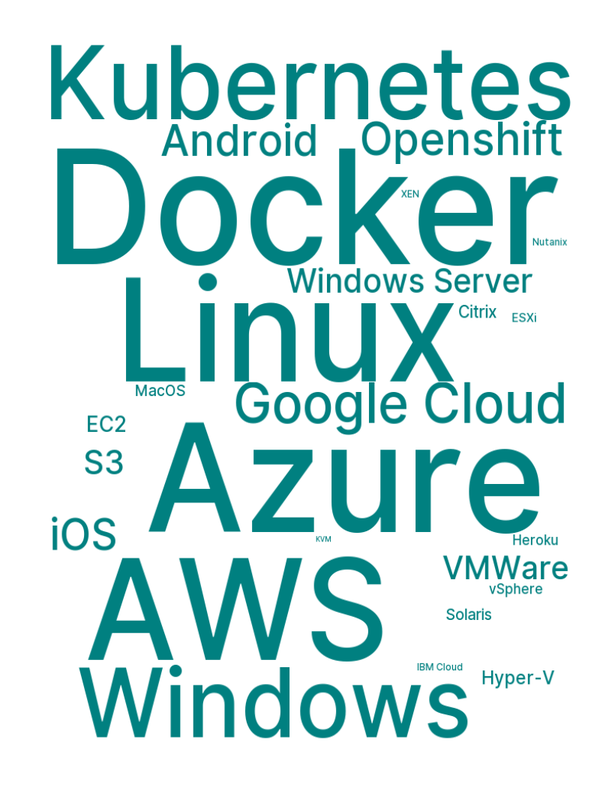 Kubernetes
Android Openshift
Docker
XEN
Nutanix
Windows Server
Linux
Citrix ESXi
MacOS
Google Cloud
EC2
Azure
S3
iOS
KVM
Heroku
AWS
VMWare
vSphere
Solaris
IBM Cloud
Windows
Hyper-V